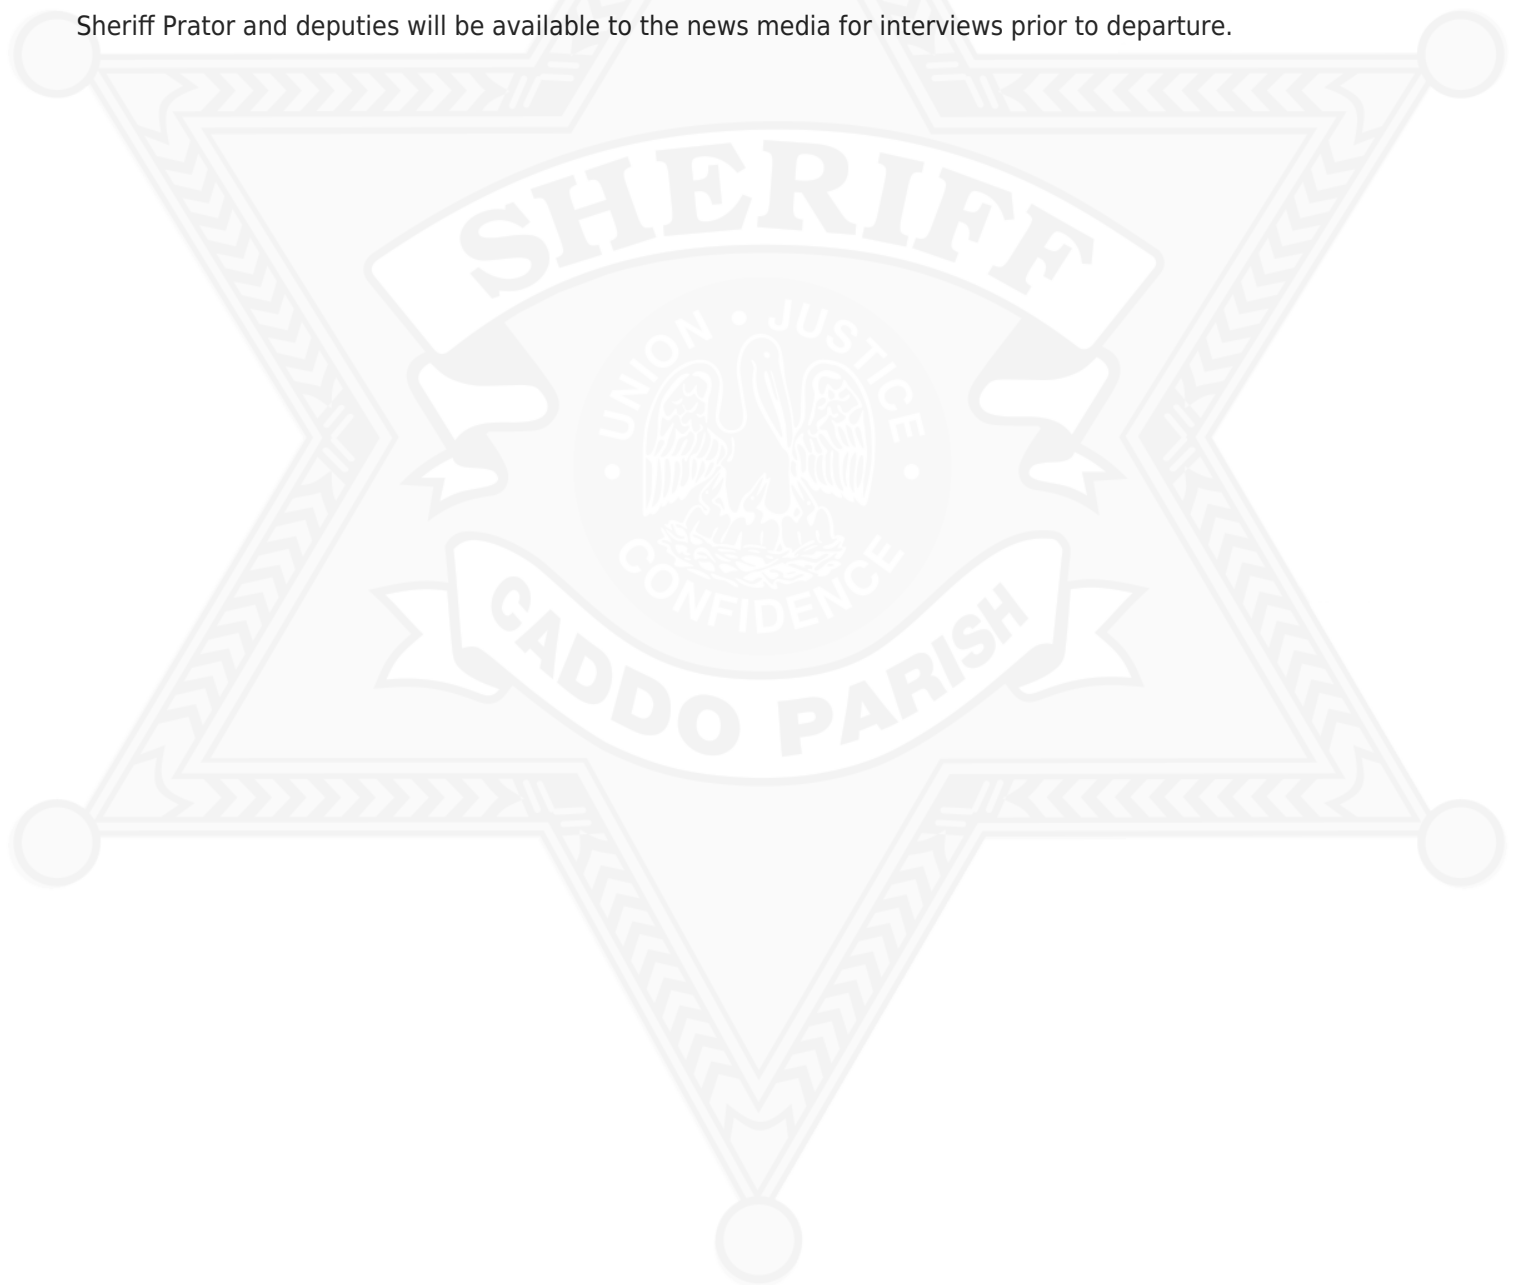 Sheriff Prator and deputies will be available to the news media for interviews prior to departure.
SHERIFF
UNION • JUSTICE
• CONFIDENCE •
CADDO PARISH